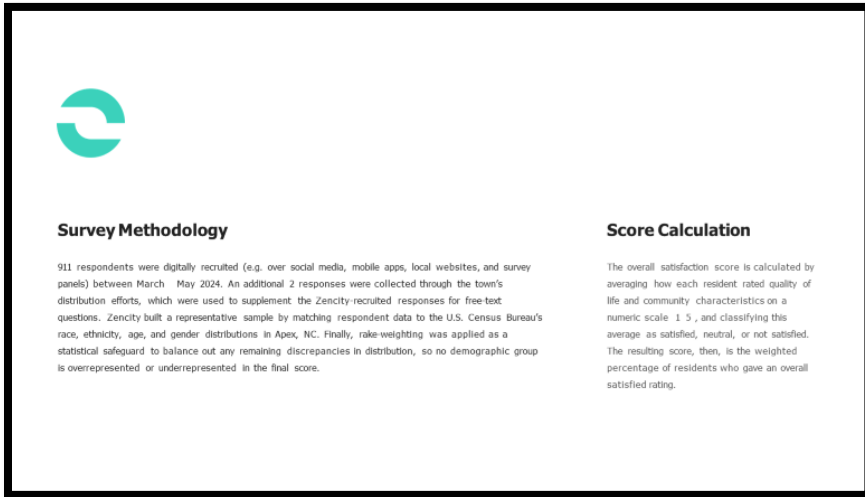 Survey Methodology
911 respondents were digitally recruited (e.g. over social media, mobile apps, local websites, and survey
panels) between March May 2024. An additional 2 responses were collected through the town's
distribution efforts, which were used to supplement the Zencity-recruited responses for free-text
questions. Zencity built a representative sample by matching respondent data to the U.S. Census Bureau's
race, ethnicity, age, and gender distributions in Apex, NC. Finally, rake-weighting was applied as a
statistical safeguard to balance out any remaining discrepancies in distribution, so no demographic group
is overrepresented or underrepresented in the final score.
Score Calculation
The overall satisfaction score is calculated by
averaging how each resident rated quality of
life and community characteristics on a
numeric scale 1 5 , and classifying this
average as satisfied, neutral, or not satisfied.
The resulting score, then, is the weighted
percentage of residents who gave an overall
satisfied rating.